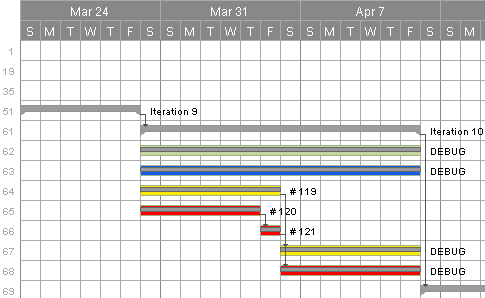 Mar 24 Mar 31 Apr 7
S M T W T F S S M T W T F S S M T W T F S S M
1
19
35
51 Iteration 9
61 Iteration 10
62 DEBUG
63 DEBUG
64 #119
65 #120
66 #121
67 DEBUG
68 DEBUG
69